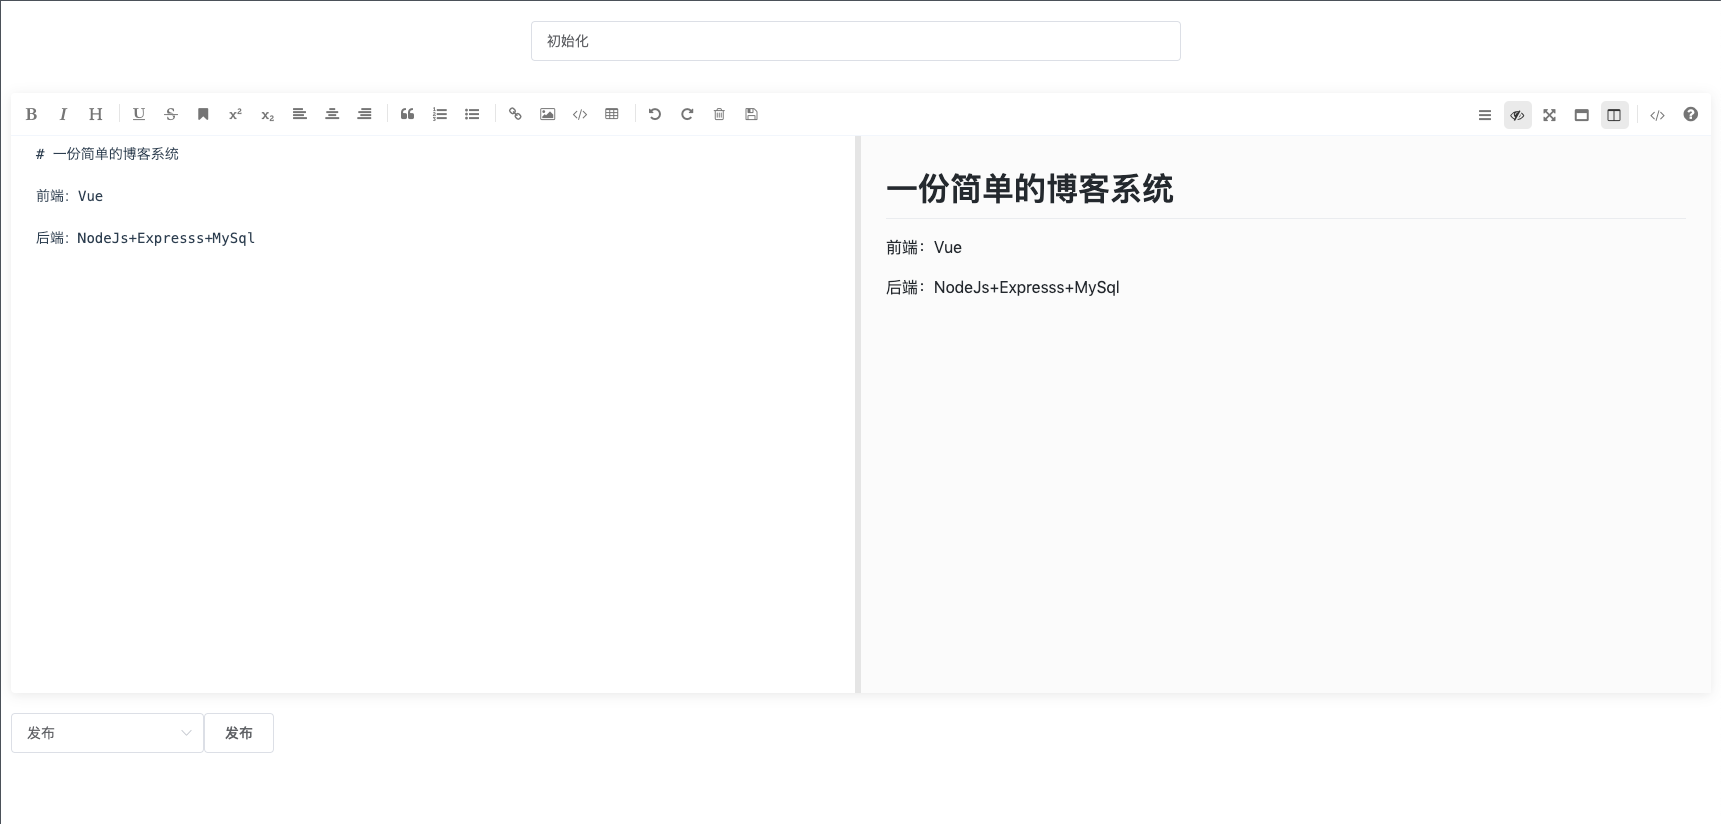 初始化
B I H U S x² x₂
# 一份简单的博客系统
前端：Vue
后端：NodeJs+Expresss+MySql
一份简单的博客系统
前端：Vue
后端：NodeJs+Expresss+MySql
发布 发布